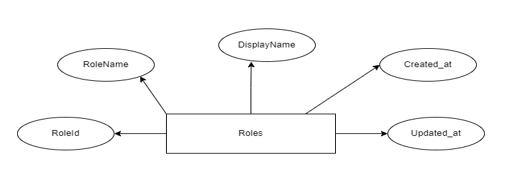 DisplayName
RoleName
Created_at
RoleId
Roles
Updated_at